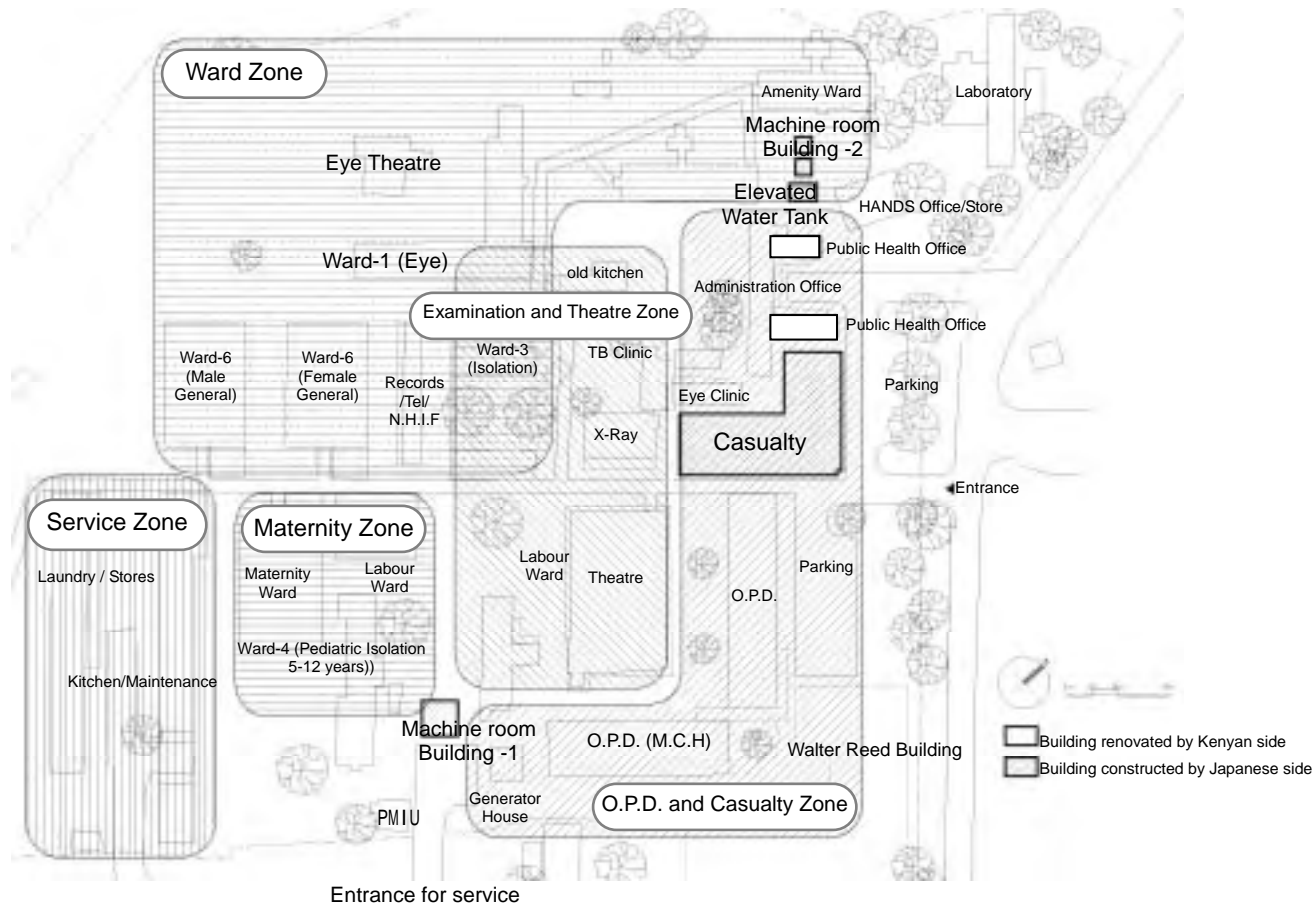 Ward Zone
Amenity Ward
Laboratory
Machine room
Building -2
Eye Theatre
Elevated
Water Tank
HANDS Office/Store
Public Health Office
Ward-1 (Eye)
old kitchen
Administration Office
Examination and Theatre Zone
Public Health Office
Ward-6
(Male
General)
Ward-6
(Female
General)
Records
/Tel/
N.H.I.F
Ward-3
(Isolation)
TB Clinic
Eye Clinic
Parking
X-Ray
Casualty
Entrance
Service Zone
Maternity Zone
Laundry / Stores
Maternity
Ward
Labour
Ward
Labour
Ward
Theatre
O.P.D.
Parking
Ward-4 (Pediatric Isolation
5-12 years))
Kitchen/Maintenance
Machine room
Building -1
O.P.D. (M.C.H)
Walter Reed Building
Building renovated by Kenyan side
Building constructed by Japanese side
Generator
House
O.P.D. and Casualty Zone
PMIU
Entrance for service